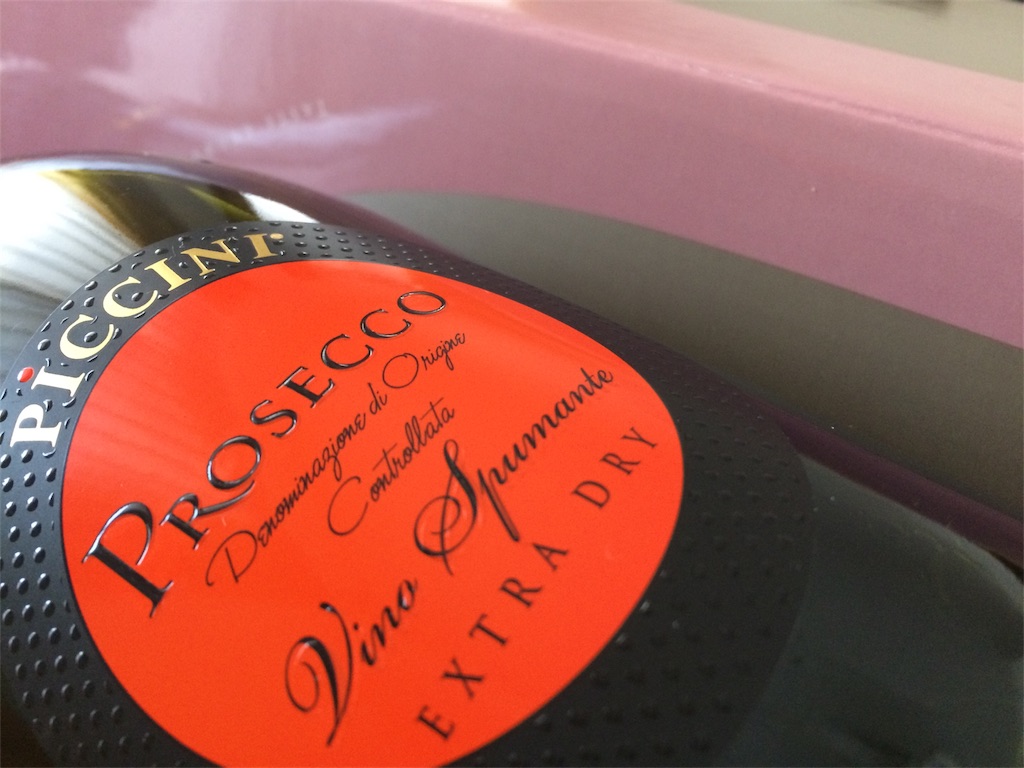 PiCCINI
PROSECCO
Denominazione di Origine
Controllata
Vino Spumante
EXTRA DRY